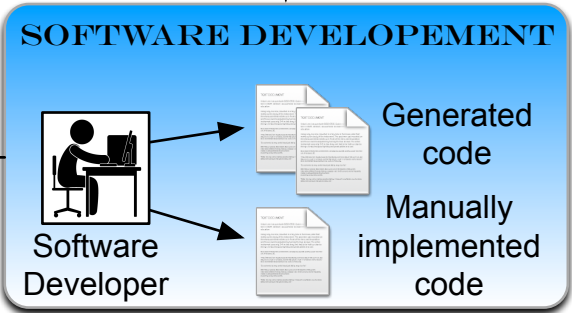 SOFTWARE DEVELOPEMENT
Generated
code
Software
Developer
Manually
implemented
code